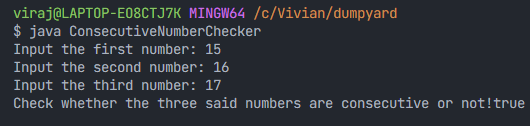 viraj@LAPTOP-EO8CTJ7K MINGW64 /c/Vivian/dumpyard
$ java ConsecutiveNumberChecker
Input the first number: 15
Input the second number: 16
Input the third number: 17
Check whether the three said numbers are consecutive or not!true